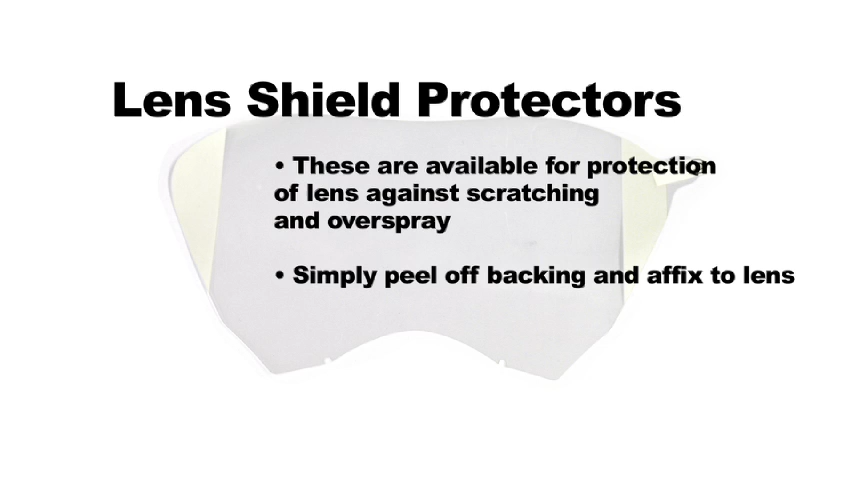 Lens Shield Protectors
• These are available for protection
of lens against scratching
and overspray
• Simply peel off backing and affix to lens